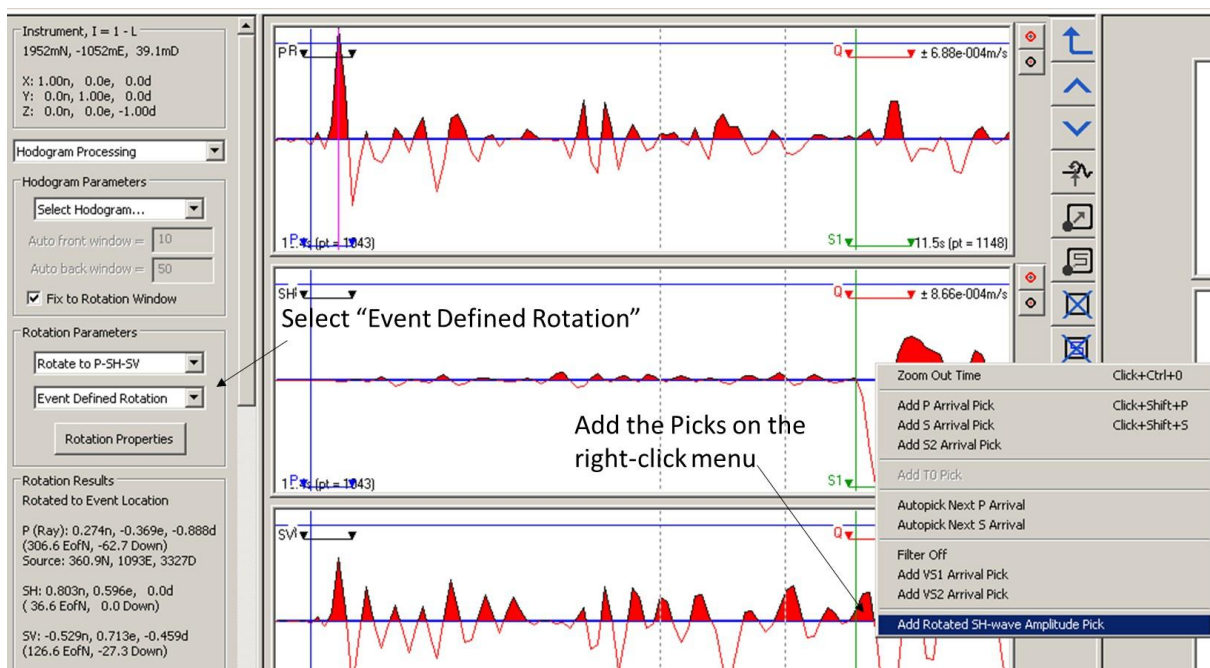 Instrument, I = 1 - L
1952mN, -1052mE, 39.1mD
X: 1.00n, 0.0e, 0.0d
Y: 0.0n, 1.00e, 0.0d
Z: 0.0n, 0.0e, -1.00d
Hodogram Processing
Hodogram Parameters
Select Hodogram...
Auto front window = 10
Auto back window = 50
Fix to Rotation Window
Rotation Parameters
Rotate to P-SH-SV
Event Defined Rotation
Rotation Properties
Rotation Results
Rotated to Event Location
P (Ray): 0.274n, -0.369e, -0.888d
(306.6 EofN, -62.7 Down)
Source: 360.9N, 1093E, 3327D
SH: 0.803n, 0.596e, 0.0d
( 36.6 EofN, 0.0 Down)
SV: -0.529n, 0.713e, -0.459d
(126.6 EofN, -27.3 Down)
P R
Q
± 6.88e-004m/s
P
(pt = 1043)
S1
11.5s (pt = 1148)
SH
Q
± 8.66e-004m/s
Select “Event Defined Rotation”
Add the Picks on the
right-click menu
P
(pt = 1043)
S1
SV
Q
Zoom Out Time Click+Ctrl+0
Add P Arrival Pick Click+Shift+P
Add S Arrival Pick Click+Shift+S
Add S2 Arrival Pick
Add T0 Pick
Autopick Next P Arrival
Autopick Next S Arrival
Filter Off
Add VS1 Arrival Pick
Add VS2 Arrival Pick
Add Rotated SH-wave Amplitude Pick